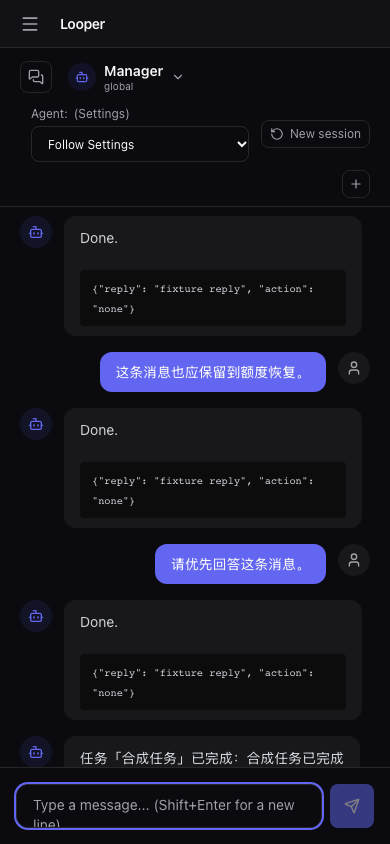 Looper
Manager
global
Agent: (Settings)
Follow Settings
New session
Done.
{"reply": "fixture reply", "action":
"none"}
这条消息也应保留到额度恢复。
Done.
{"reply": "fixture reply", "action":
"none"}
请优先回答这条消息。
Done.
{"reply": "fixture reply", "action":
"none"}
任务「合成任务」已完成：合成任务已完成
Type a message... (Shift+Enter for a new
line)